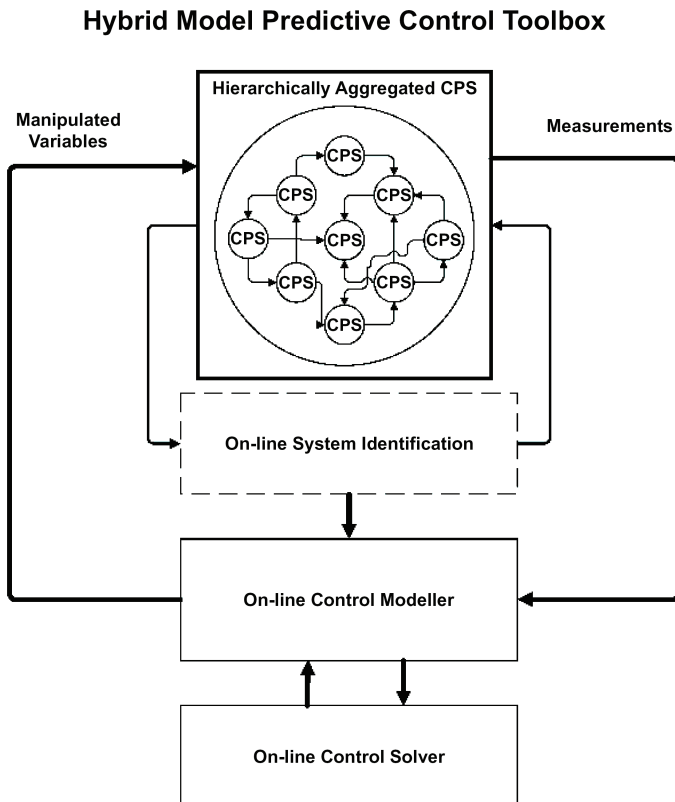 Hybrid Model Predictive Control Toolbox
Hierarchically Aggregated CPS
Manipulated
Variables
Measurements
CPS
CPS
CPS
CPS
CPS
CPS
CPS
CPS
CPS
On-line System Identification
On-line Control Modeller
On-line Control Solver